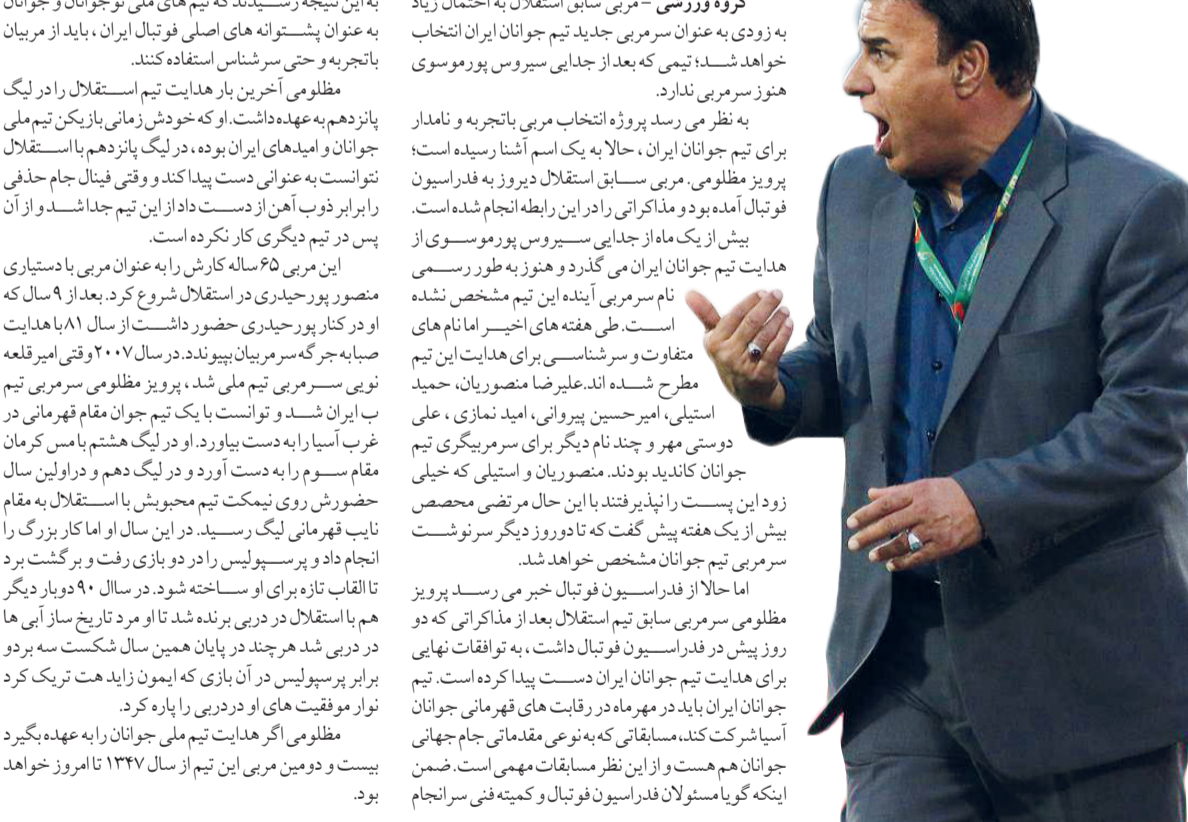 گروه ورزشی – مربی سابق استقلال به احتمال زیاد
به زودی به عنوان سرمربی جدید تیم جوانان ایران انتخاب
خواهد شد؛ تیمی که بعد از جدایی سیروس پورموسوی
هنوز سرمربی ندارد.
به نظر می رسد پروژه انتخاب مربی باتجربه و نامدار
برای تیم جوانان ایران ، حالا به یک اسم آشنا رسیده است؛
پرویز مظلومی. مربی سابق استقلال دیروز به فدراسیون
فوتبال آمده بود و مذاکراتی را در این رابطه انجام شده است.
بیش از یک ماه از جدایی سیروس پورموسوی از
هدایت تیم جوانان ایران می گذرد و هنوز به طور رسمی
نام سرمربی آینده این تیم مشخص نشده
است. طی هفته های اخیر اما نام های
متفاوت و سرشناسی برای هدایت این تیم
مطرح شده اند.علیرضا منصوریان، حمید
استیلی، امیرحسین پیروانی، امید نمازی ، علی
دوستی مهر و چند نام دیگر برای سرمربیگری تیم
جوانان کاندید بودند. منصوریان و استیلی که خیلی
زود این پست را نپذیرفتند با این حال مرتضی محصص
بیش از یک هفته پیش گفت که تا دو روز دیگر سرنوشت
سرمربی تیم جوانان مشخص خواهد شد.
اما حالا از فدراسیون فوتبال خبر می رسد پرویز
مظلومی سرمربی سابق تیم استقلال بعد از مذاکراتی که دو
روز پیش در فدراسیون فوتبال داشت ، به توافقات نهایی
برای هدایت تیم جوانان ایران دست پیدا کرده است. تیم
جوانان ایران باید در مهرماه در رقابت های قهرمانی جوانان
آسیا شرکت کند، مسابقاتی که به نوعی مقدماتی جام جهانی
جوانان هم هست و از این نظر مسابقات مهمی است. ضمن
اینکه گویا مسئولان فدراسیون فوتبال و کمیته فنی سرانجام
به این نتیجه رسیدند که تیم های ملی نوجوانان و جوانان
به عنوان پشتوانه های اصلی فوتبال ایران ، باید از مربیان
باتجربه و حتی سرشناس استفاده کنند.
مظلومی آخرین بار هدایت تیم استقلال را در لیگ
پانزدهم به عهده داشت. او که خودش زمانی بازیکن تیم ملی
جوانان و امیدهای ایران بوده ، در لیگ پانزدهم با استقلال
نتوانست به عنوانی دست پیدا کند و وقتی فینال جام حذفی
را برابر ذوب آهن از دست داد از این تیم جدا شد و از آن
پس در تیم دیگری کار نکرده است.
این مربی ۶۵ ساله کارش را به عنوان مربی با دستیاری
منصور پورحیدری در استقلال شروع کرد. بعد از ۹ سال که
او در کنار پورحیدری حضور داشت از سال ۸۱ با هدایت
صبا به جرگه سرمربیان بپیوندد. در سال ۲۰۰۷ وقتی امیر قلعه
نویی سرمربی تیم ملی شد ، پرویز مظلومی سرمربی تیم
ب ایران شد و توانست با یک تیم جوان مقام قهرمانی در
غرب آسیا را به دست بیاورد. او در لیگ هشتم با مس کرمان
مقام سوم را به دست آورد و در لیگ دهم و دراولین سال
حضورش روی نیمکت تیم محبوبش با استقلال به مقام
نایب قهرمانی لیگ رسید. در این سال او اما کار بزرگ را
انجام داد و پرسپولیس را در دو بازی رفت و برگشت برد
تا القاب تازه برای او ساخته شود. در سال ۹۰ دوبار دیگر
هم با استقلال در دربی برنده شد تا او مرد تاریخ ساز آبی ها
در دربی شد هرچند در پایان همین سال شکست سه بردو
برابر پرسپولیس در آن بازی که ایمون زاید هت تریک کرد
نوار موفقیت های او دردربی را پاره کرد.
مظلومی اگر هدایت تیم ملی جوانان را به عهده بگیرد
بیست و دومین مربی این تیم از سال ۱۳۴۷ تا امروز خواهد
بود.